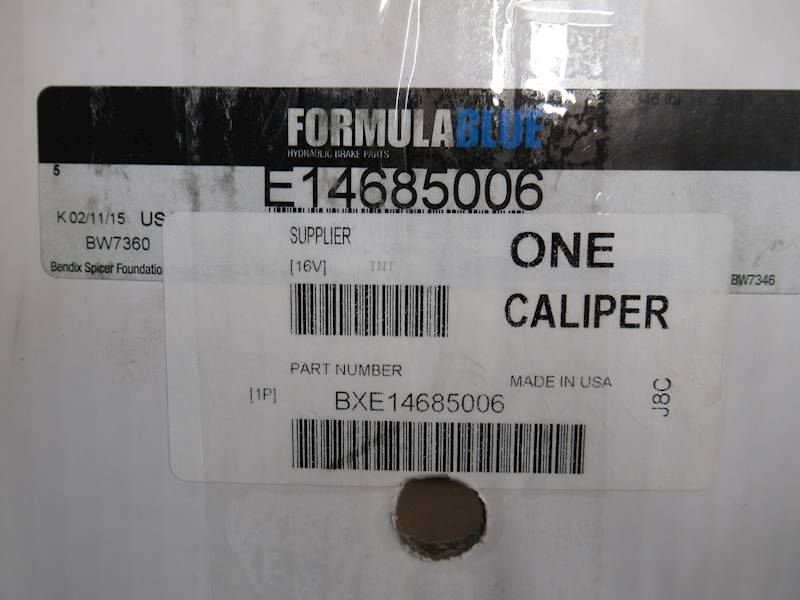 FORMULABLUE
HYDRAULIC BRAKE PARTS
5
E14685006
K 02/11/15 USA
BW7360
Bendix Spicer Foundatio
BW7346
SUPPLIER
[16V] INT
ONE
CALIPER
PART NUMBER
MADE IN USA
[1P] BXE14685006
J8C